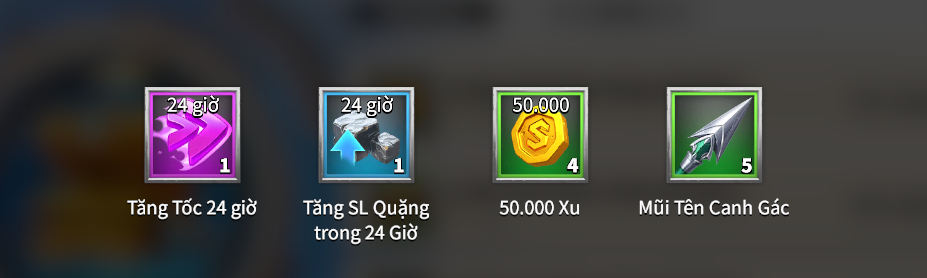 24 giờ
1
Tăng Tốc 24 giờ
24 giờ
1
Tăng SL Quặng
trong 24 Giờ
50.000
4
50.000 Xu
5
Mũi Tên Canh Gác